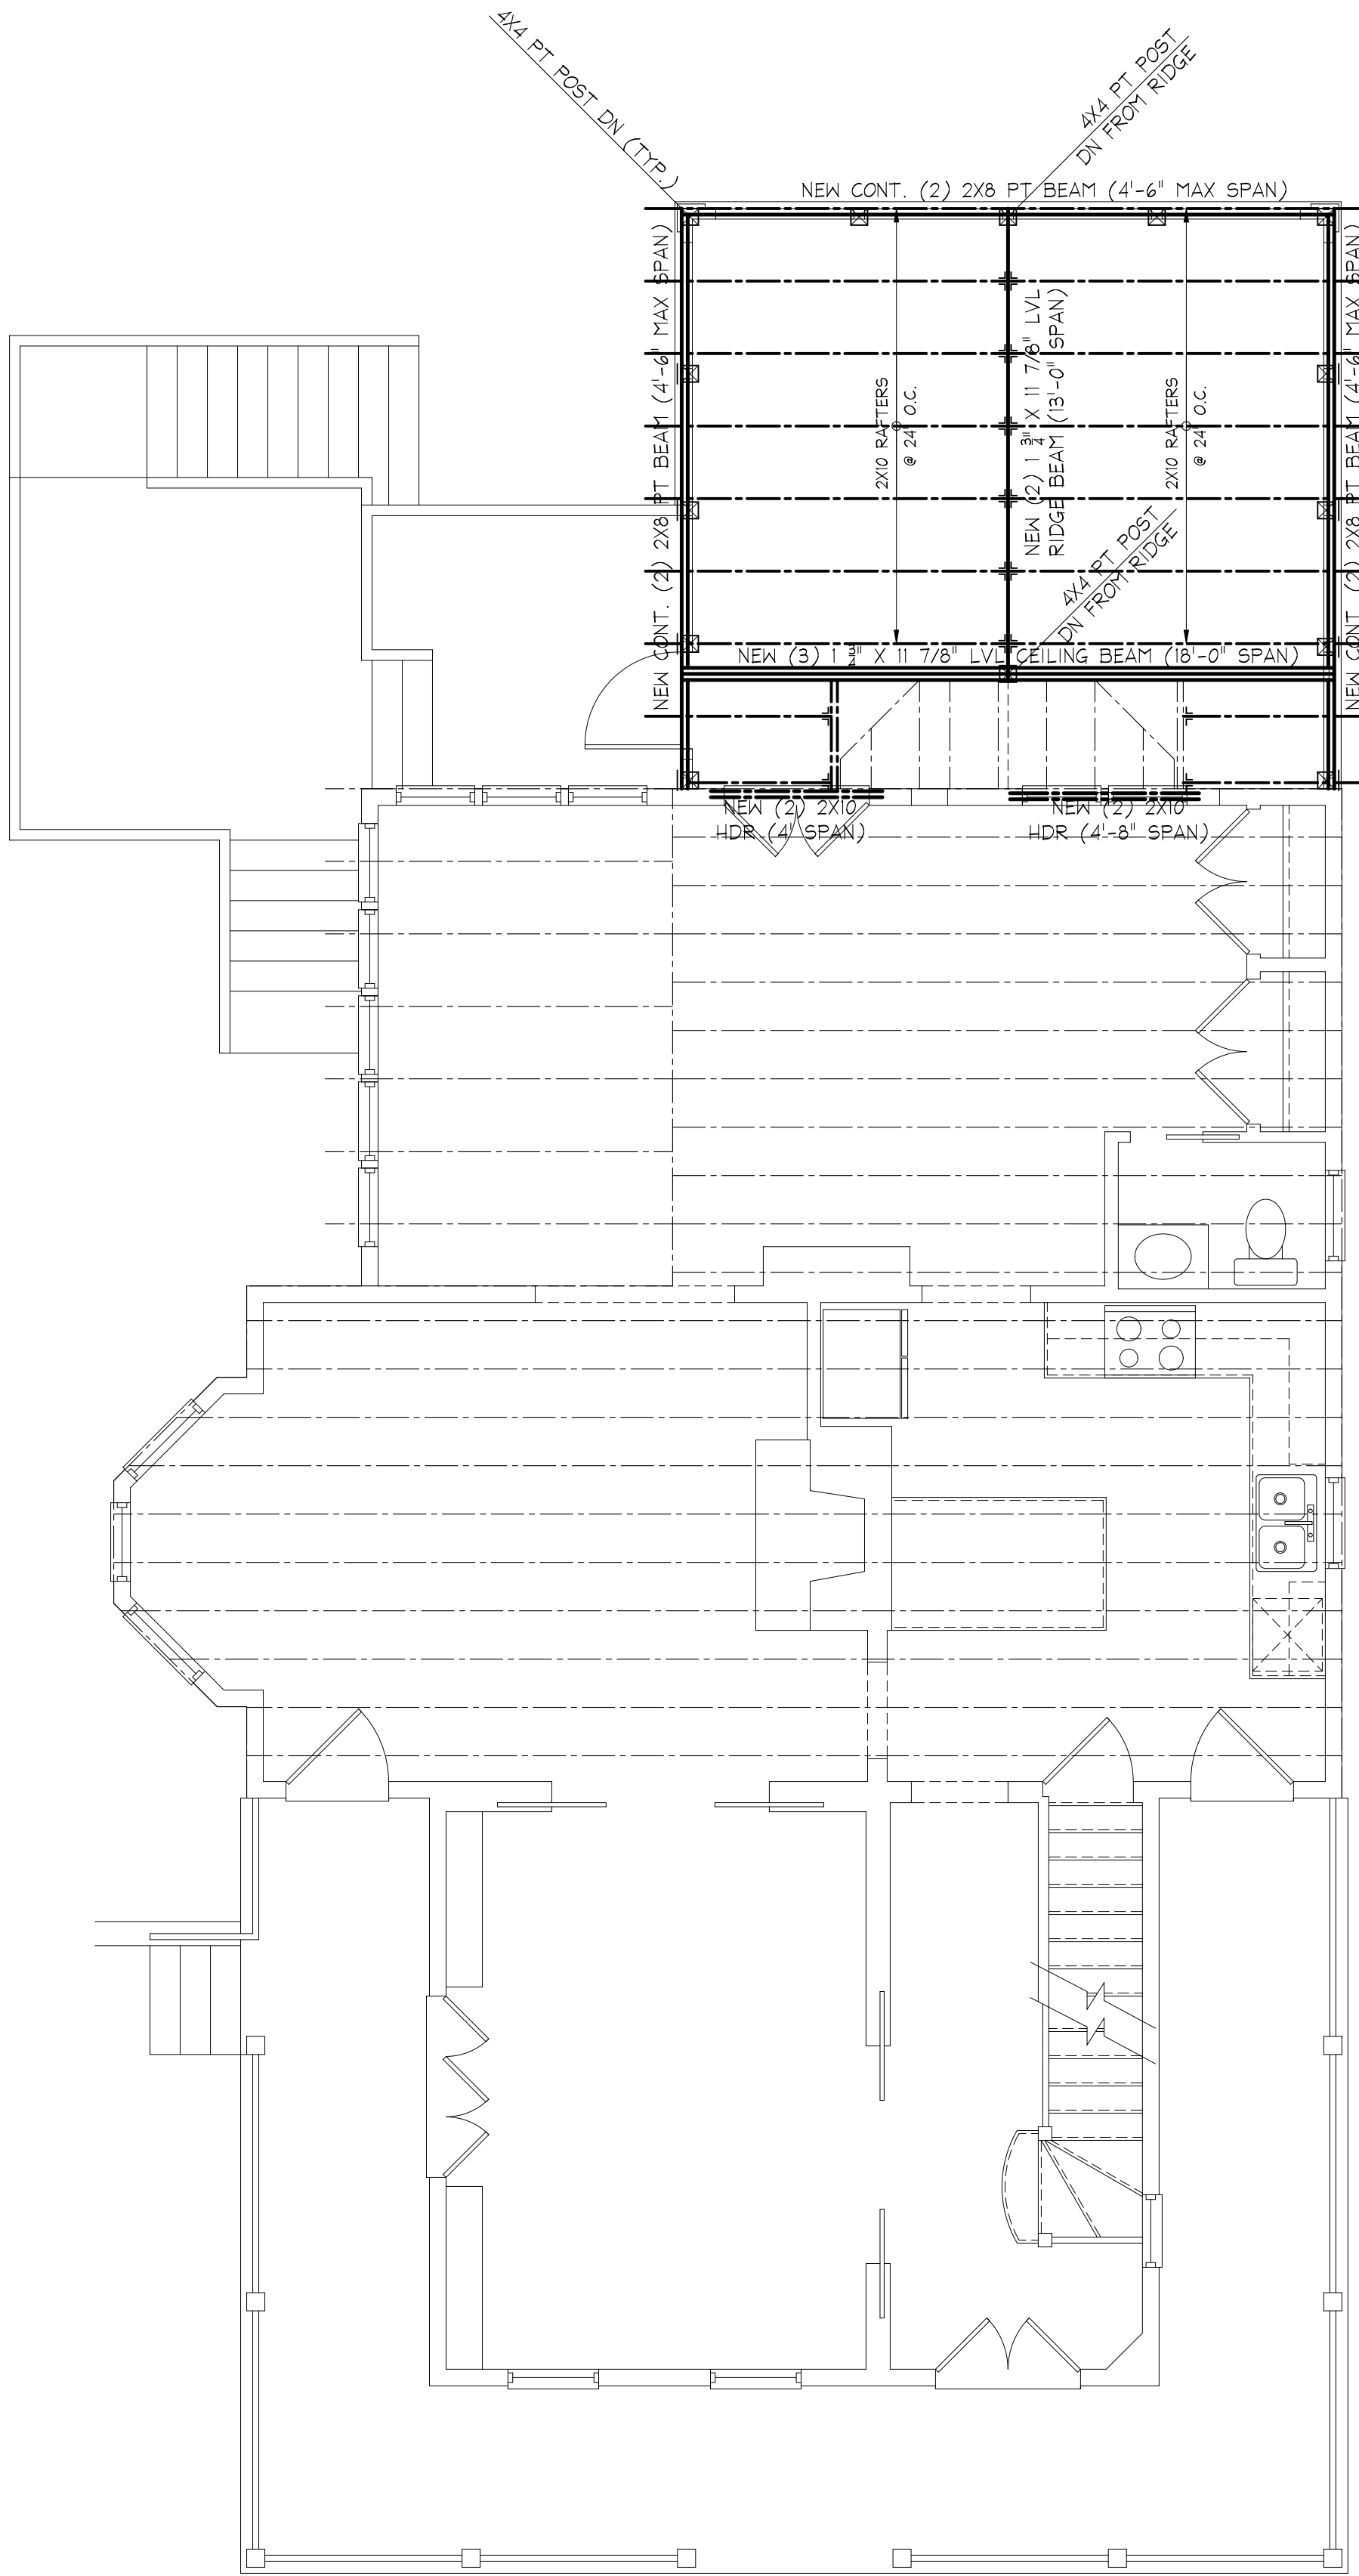 4X4 PT POST DN (TYP.)
4X4 PT POST
DN FROM RIDGE
NEW CONT. (2) 2X8 PT BEAM (4'-6" MAX SPAN)
NEW CONT. (2) 2X8 PT BEAM (4'-6" MAX SPAN)
2X10 RAFTERS
@ 24" O.C.
NEW (2) 1 3/4" X 11 7/8" LVL
RIDGE BEAM (13'-0" SPAN)
2X10 RAFTERS
@ 24" O.C.
NEW CONT. (2) 2X8 PT BEAM (4'-6" MAX SPAN)
4X4 PT POST
DN FROM RIDGE
NEW (3) 1 3/4" X 11 7/8" LVL CEILING BEAM (18'-0" SPAN)
NEW (2) 2X10
HDR (4' SPAN)
NEW (2) 2X10
HDR (4'-8" SPAN)